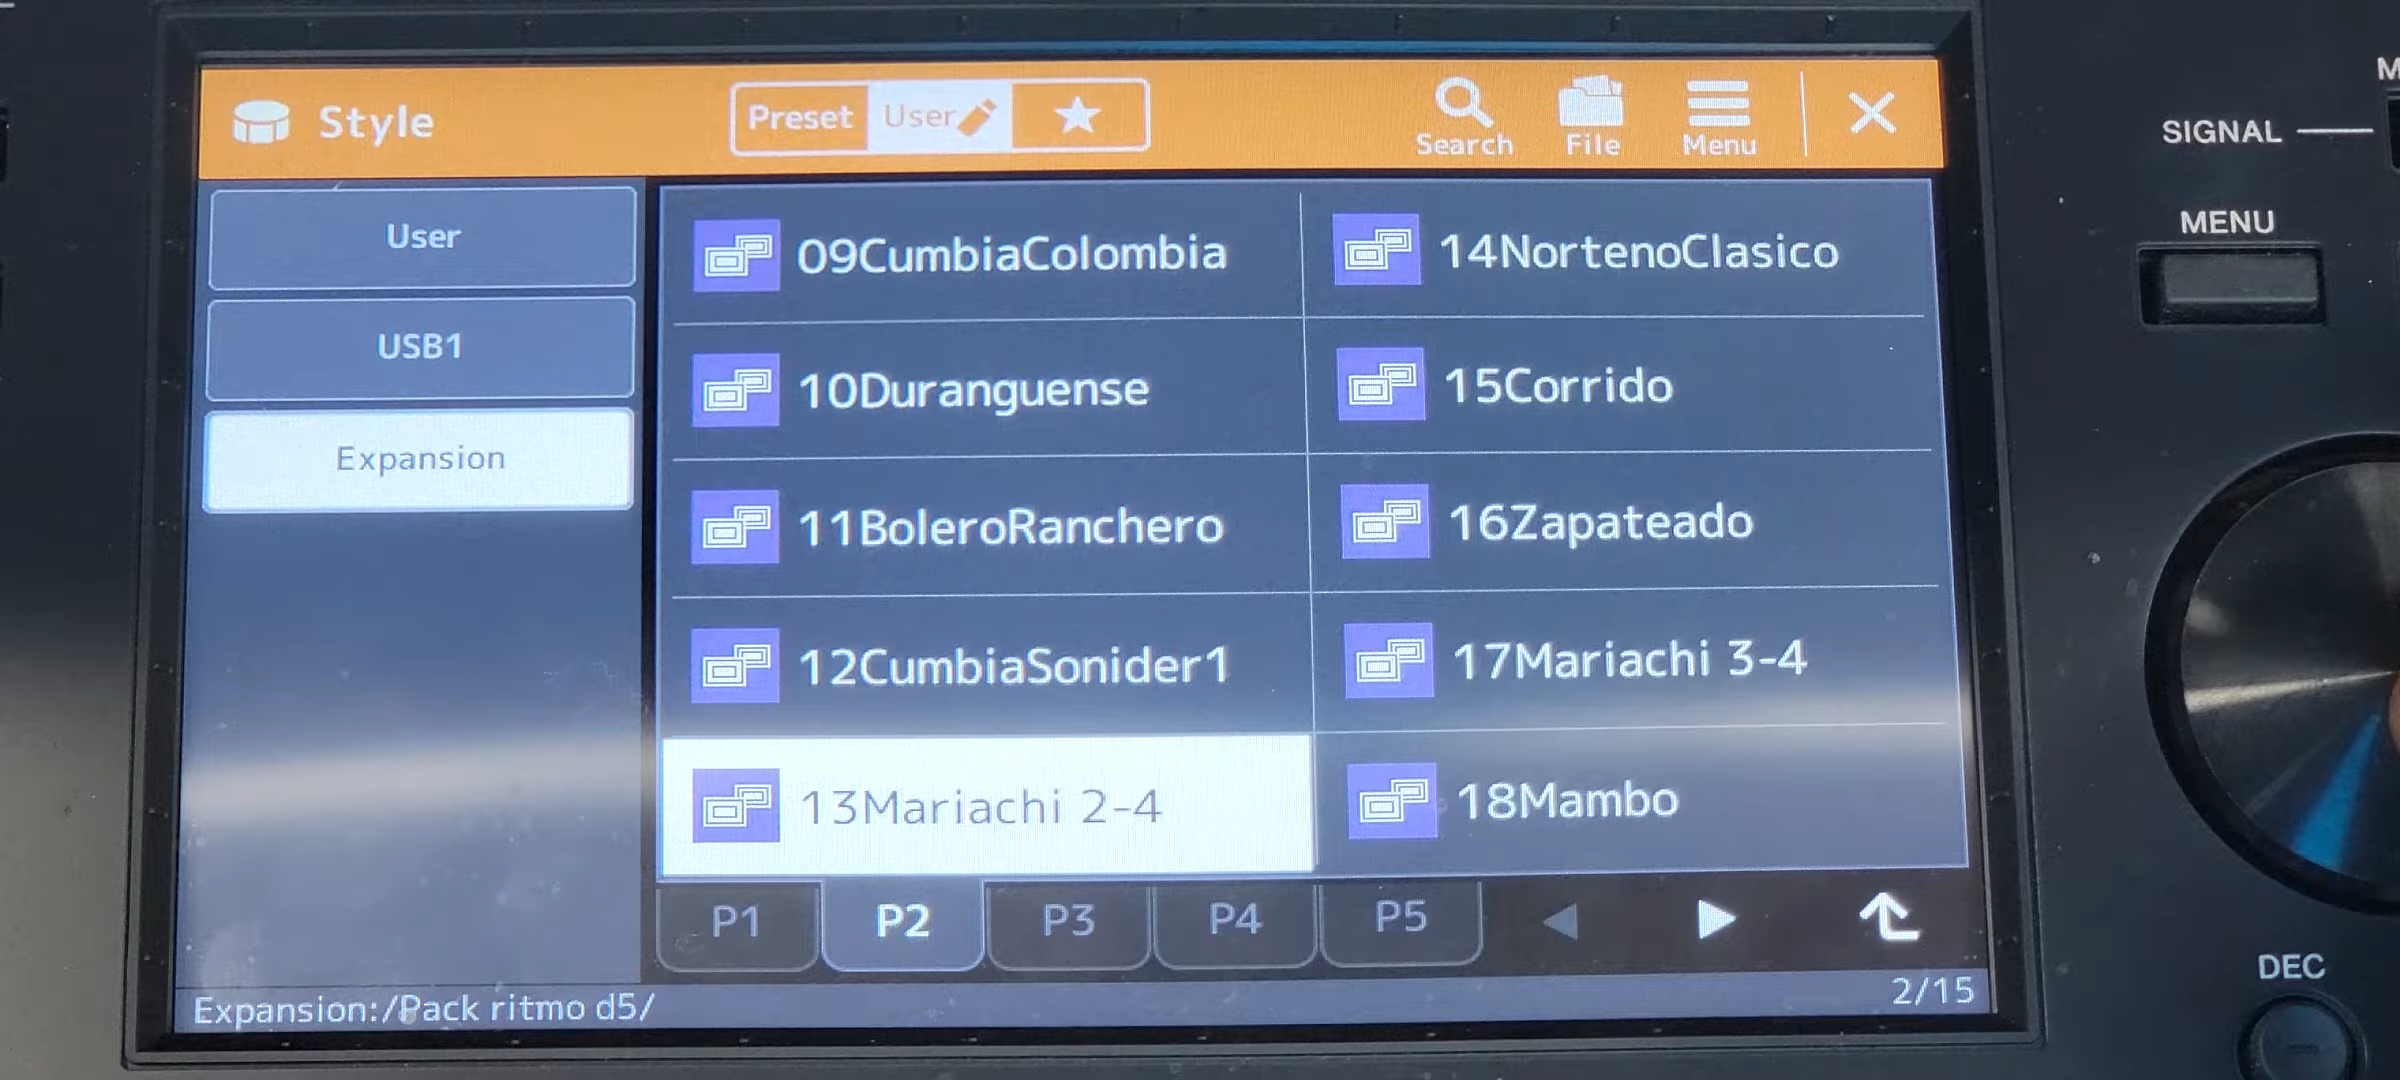 Style
Preset
User
Search
File
Menu
User
USB1
Expansion
09CumbiaColombia
10Duranguense
11BoleroRanchero
12CumbiaSonider1
13Mariachi 2-4
14NortenoClasico
15Corrido
16Zapateado
17Mariachi 3-4
18Mambo
P1
P2
P3
P4
P5
Expansion:/Pack ritmo d5/
2/15
SIGNAL
MENU
DEC